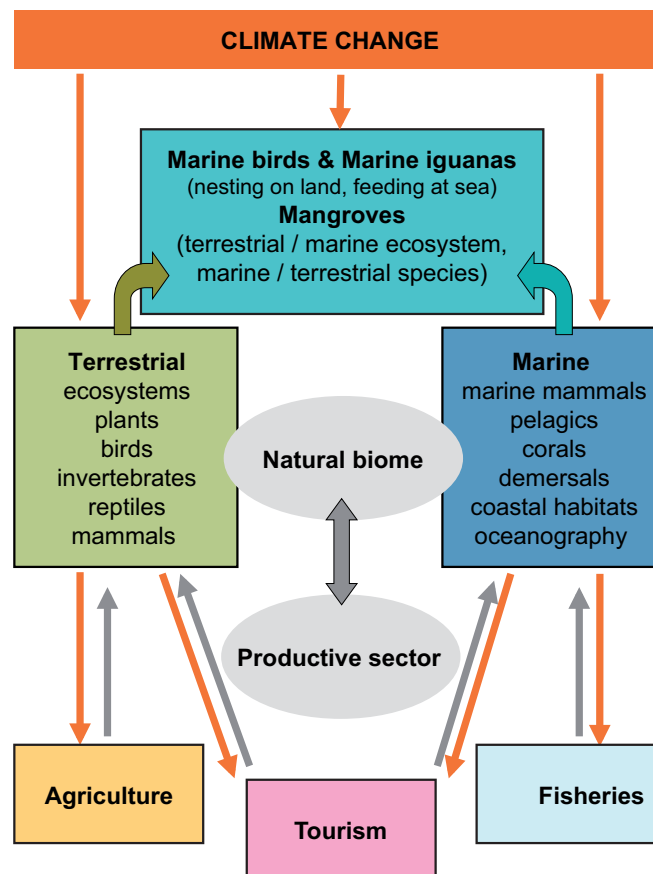 CLIMATE CHANGE
Marine birds & Marine iguanas
(nesting on land, feeding at sea)
Mangroves
(terrestrial / marine ecosystem,
marine / terrestrial species)
Terrestrial
ecosystems
plants
birds
invertebrates
reptiles
mammals
Natural biome
Marine
marine mammals
pelagics
corals
demersals
coastal habitats
oceanography
Productive sector
Agriculture
Tourism
Fisheries